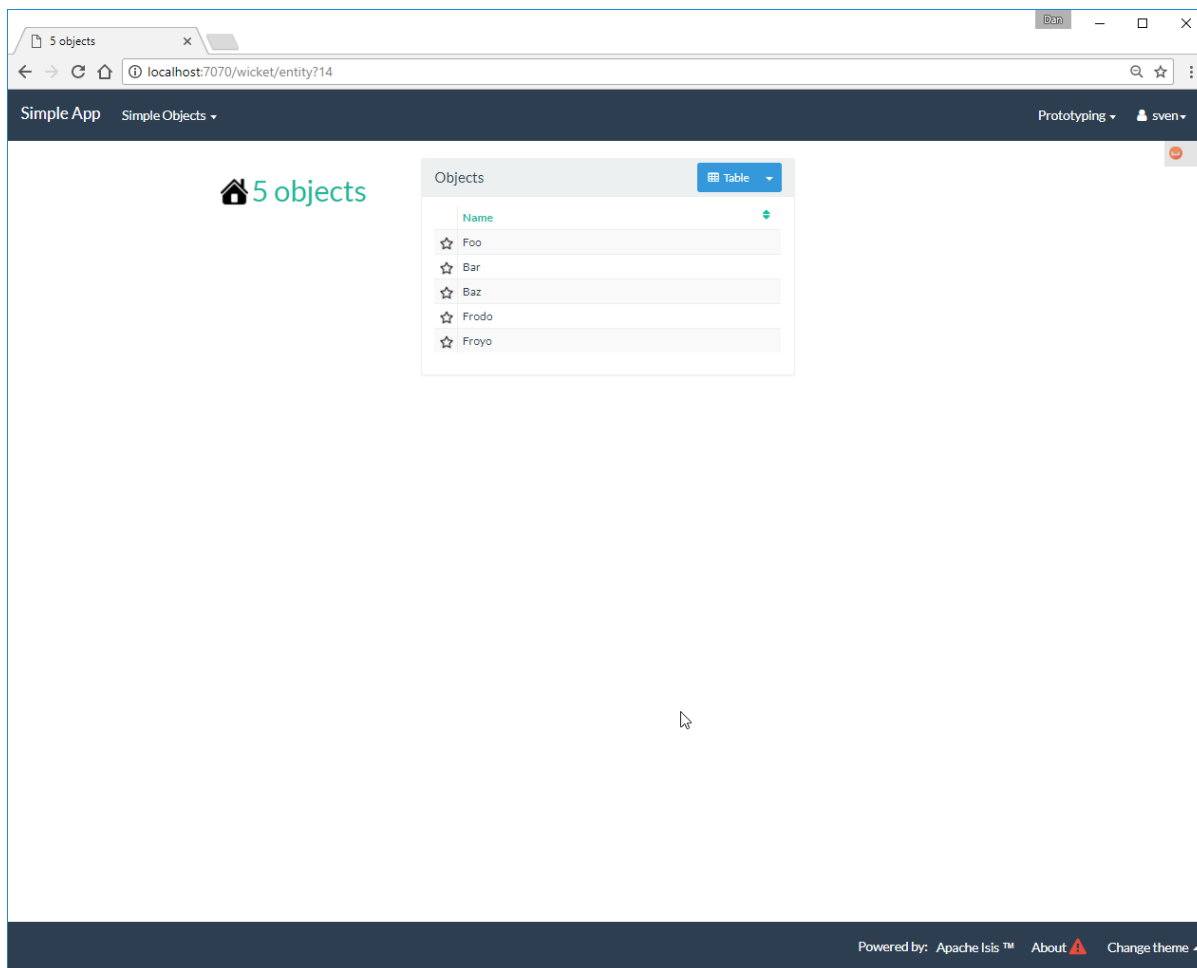 Dan
5 objects
localhost:7070/wicket/entity?14
Simple App Simple Objects Prototyping sven
5 objects
Objects Table
Name
Foo
Bar
Baz
Frodo
Froyo
Powered by: Apache Isis ™ About Change theme